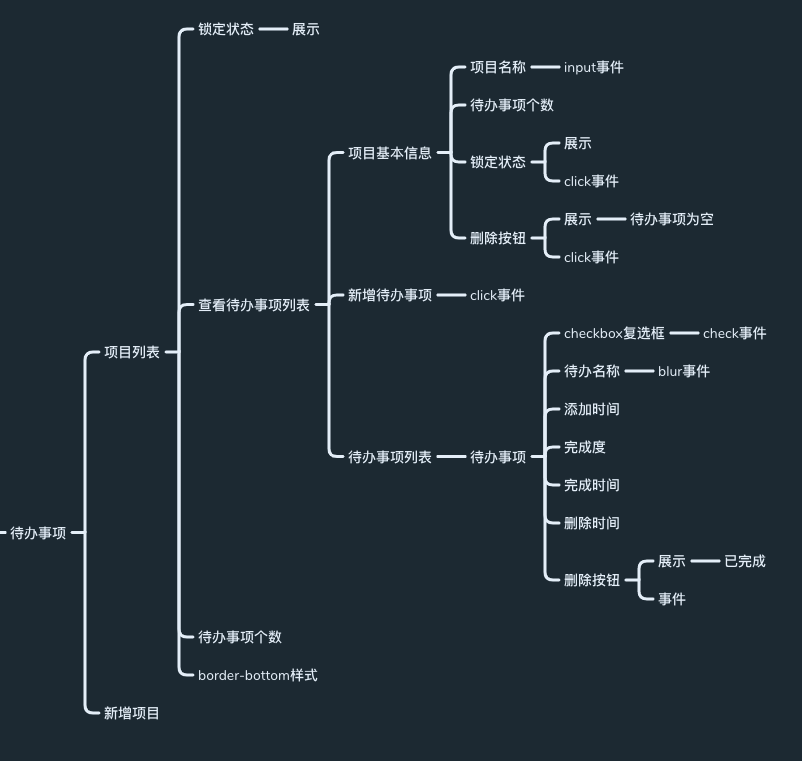 锁定状态
展示
项目名称
input事件
待办事项个数
展示
项目基本信息
锁定状态
click事件
展示
待办事项为空
删除按钮
click事件
新增待办事项
click事件
查看待办事项列表
checkbox复选框
check事件
项目列表
待办名称
blur事件
添加时间
完成度
待办事项列表
待办事项
完成时间
删除时间
待办事项
展示
已完成
删除按钮
事件
待办事项个数
border-bottom样式
新增项目